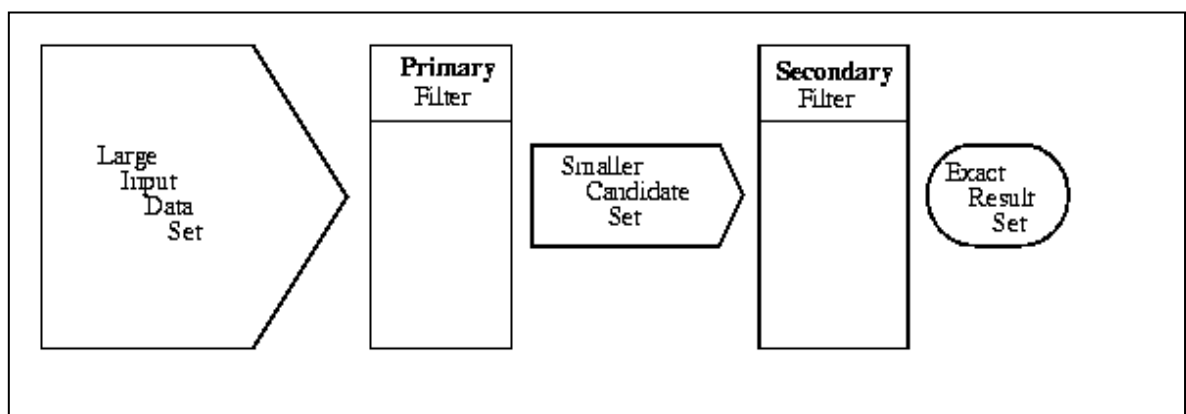 Large
Input
Data
Set
Primary
Filter
Smaller
Candidate
Set
Secondary
Filter
Exact
Result
Set